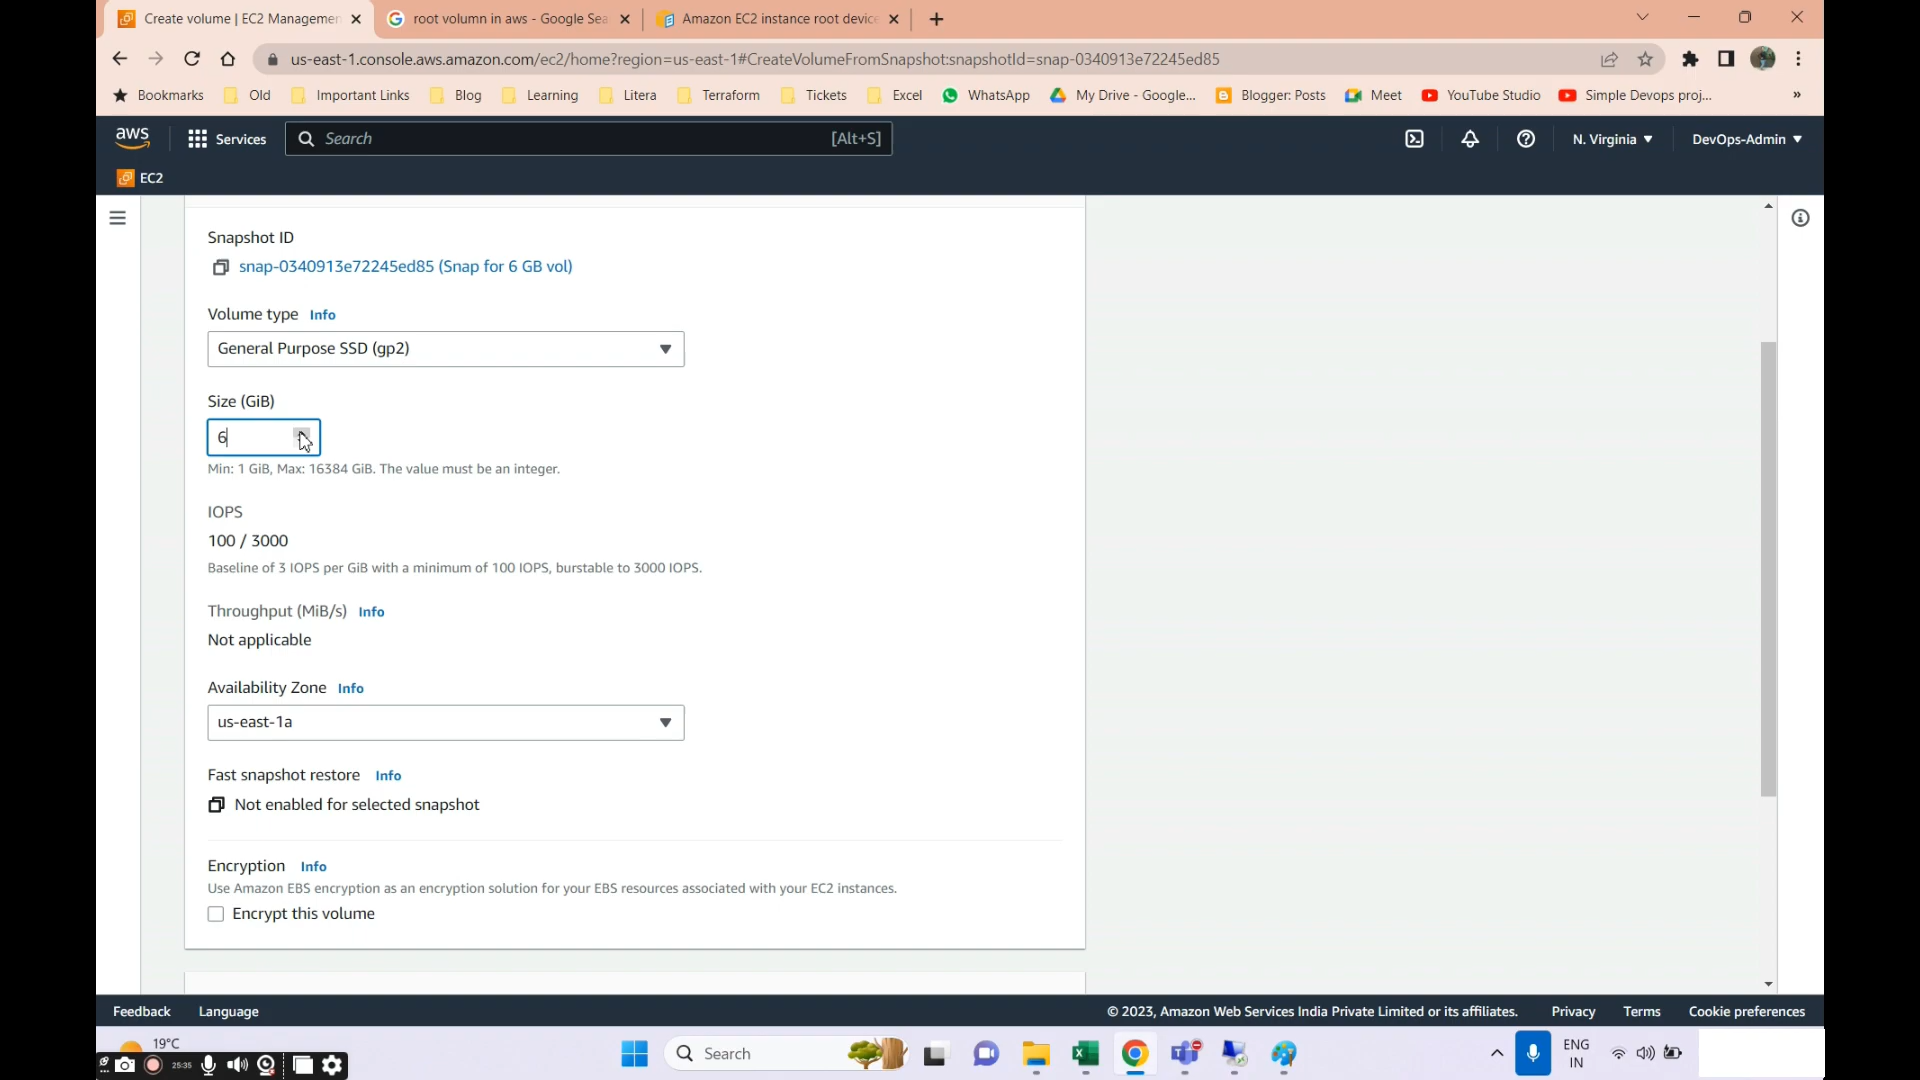 Create volume | EC2 Managemen
root volumn in aws - Google Sea
Amazon EC2 instance root device
us-east-1.console.aws.amazon.com/ec2/home?region=us-east-1#CreateVolumeFromSnapshot:snapshotId=snap-0340913e72245ed85
Bookmarks Old Important Links Blog Learning Litera Terraform Tickets Excel WhatsApp My Drive - Google... Blogger: Posts Meet YouTube Studio Simple Devops proj... »
aws Services Search [Alt+S] N. Virginia DevOps-Admin
EC2
Snapshot ID
snap-0340913e72245ed85 (Snap for 6 GB vol)
Volume type Info
General Purpose SSD (gp2)
Size (GiB)
6
Min: 1 GiB, Max: 16384 GiB. The value must be an integer.
IOPS
100 / 3000
Baseline of 3 IOPS per GiB with a minimum of 100 IOPS, burstable to 3000 IOPS.
Throughput (MiB/s) Info
Not applicable
Availability Zone Info
us-east-1a
Fast snapshot restore Info
Not enabled for selected snapshot
Encryption Info
Use Amazon EBS encryption as an encryption solution for your EBS resources associated with your EC2 instances.
Encrypt this volume
Feedback Language © 2023, Amazon Web Services India Private Limited or its affiliates. Privacy Terms Cookie preferences
19°C
25:35
Search
ENG
IN